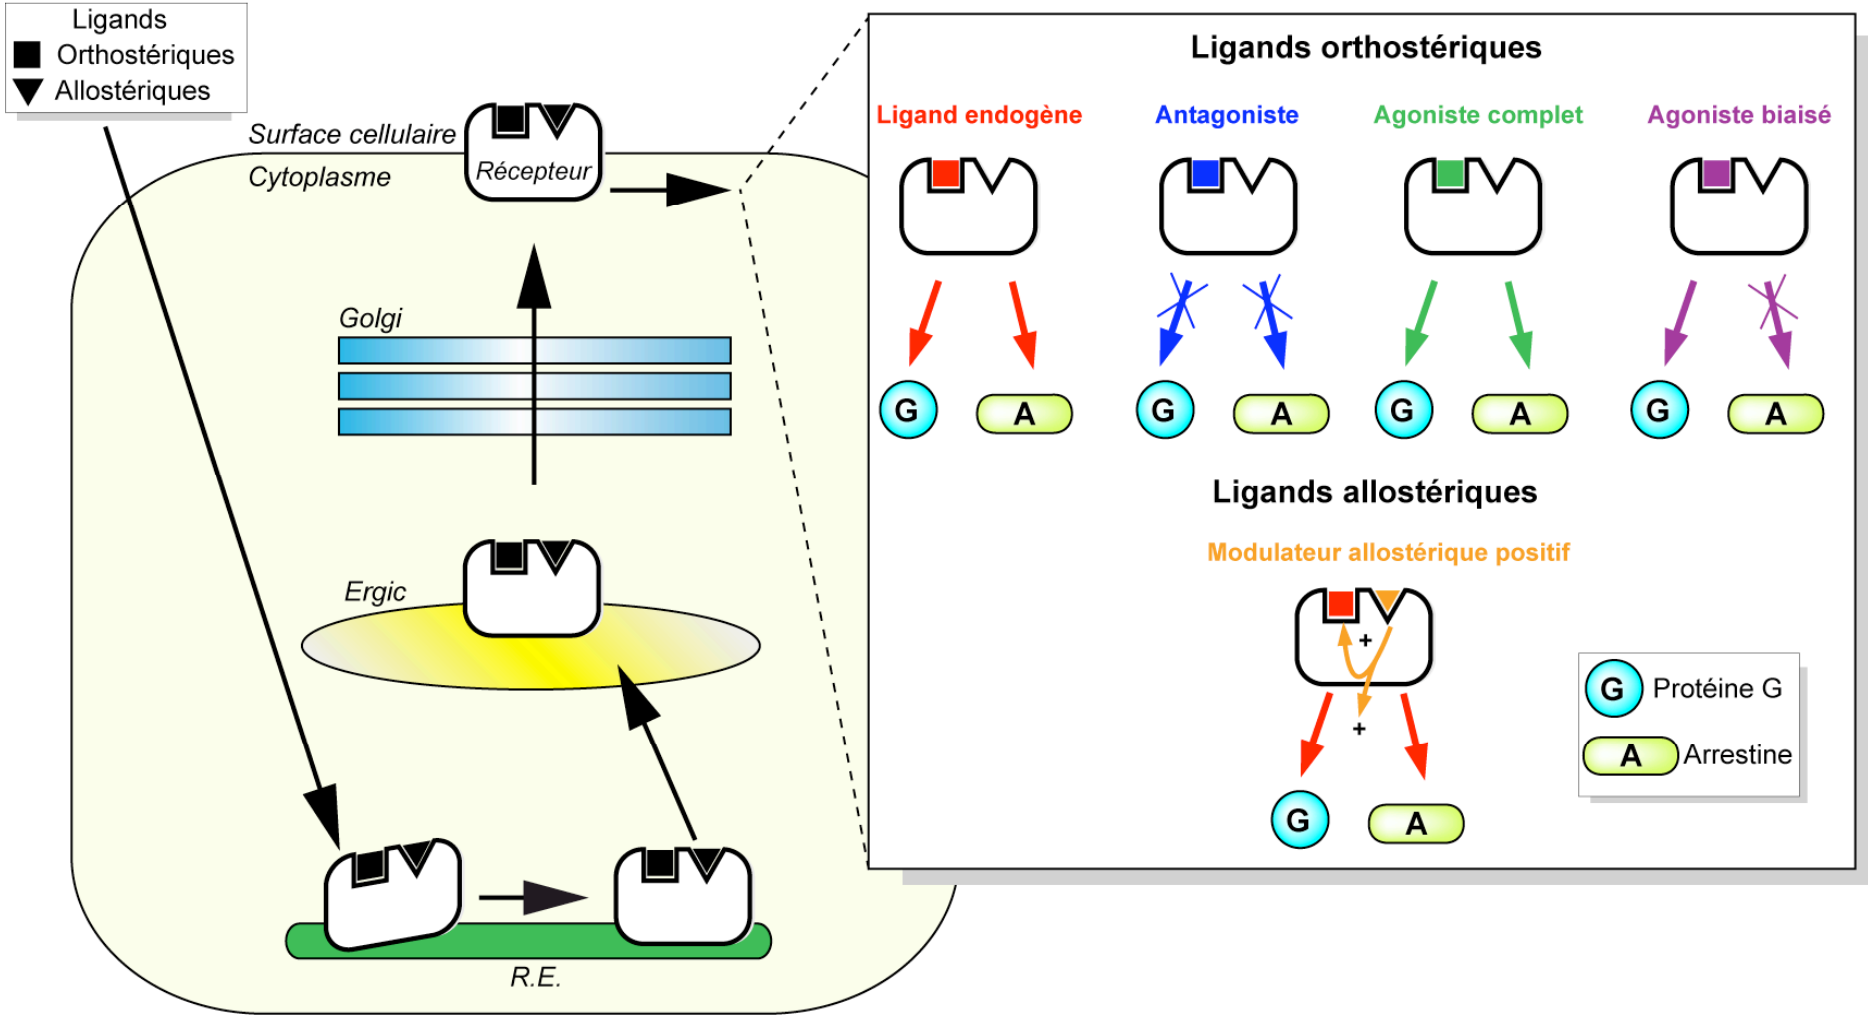 Ligands
Orthostériques
Allostériques
Surface cellulaire
Cytoplasme
Récepteur
Golgi
Ergic
R.E.
Ligands orthostériques
Ligand endogène
Antagoniste
Agoniste complet
Agoniste biaisé
G
A
G
A
G
A
G
A
Ligands allostériques
Modulateur allostérique positif
+
+
G
A
G Protéine G
A Arrestine